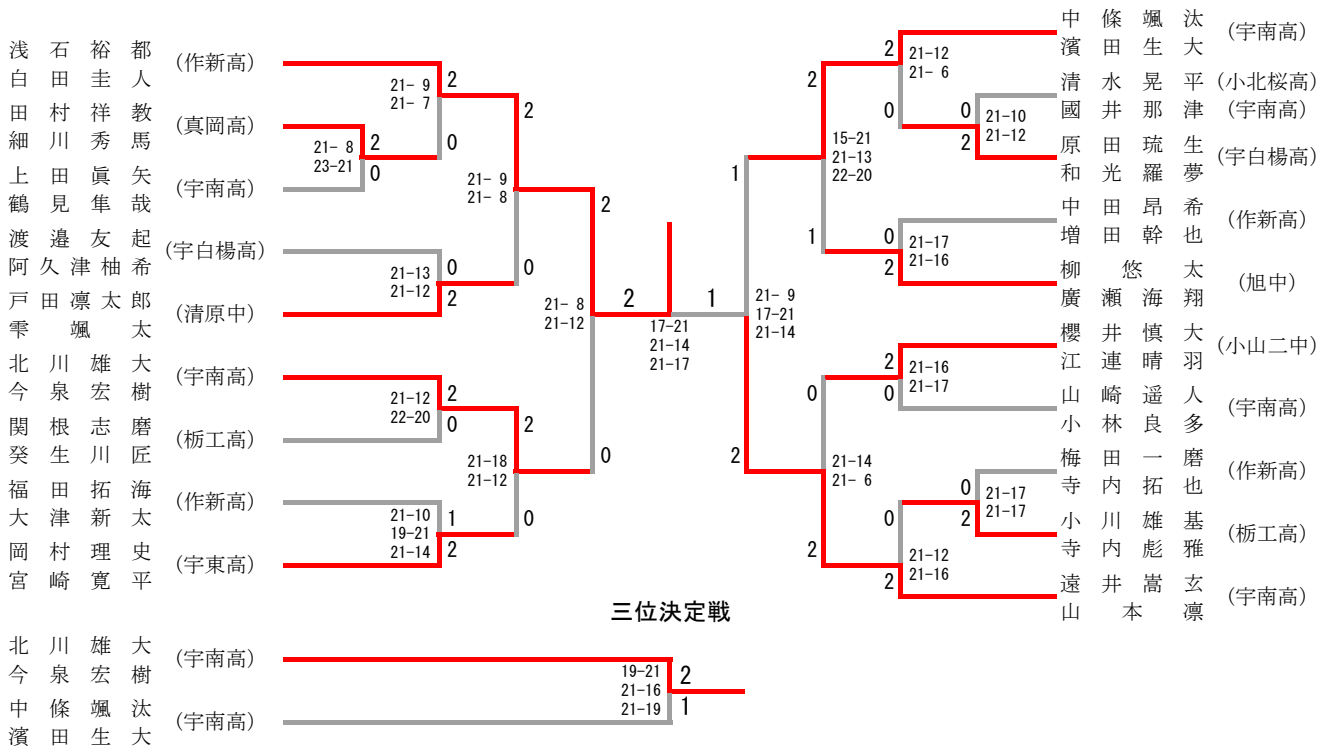 浅石裕都
白田圭人
(作新高)
田村祥教
細川秀馬
(真岡高)
上田眞矢
鶴見隼哉
(宇南高)
渡邉友起
阿久津柚希
(宇白楊高)
戸田凛太郎
雫颯太
(清原中)
北川雄大
今泉宏樹
(宇南高)
関根志磨
癸生川匠
(栃工高)
福田拓海
大津新太
(作新高)
岡村理史
宮崎寛平
(宇東高)
21- 8
23-21
2
0
21- 9
21- 7
2
0
21-13
21-12
0
2
21-12
22-20
2
0
21-10
19-21
21-14
1
2
21- 9
21- 8
2
0
21-18
21-12
2
0
21- 8
21-12
2
0
2
1
17-21
21-14
21-17
21- 9
17-21
21-14
1
2
15-21
21-13
22-20
2
1
21-14
21- 6
0
2
21-12
21- 6
2
0
21-10
21-12
0
2
21-17
21-16
0
2
21-16
21-17
2
0
21-17
21-17
0
2
21-12
21-16
0
2
中條颯汰
濱田生大
(宇南高)
清水晃平
(小北桜高)
國井那津
(宇南高)
原田琉生
和光羅夢
(宇白楊高)
中田昂希
増田幹也
(作新高)
柳悠太
廣瀬海翔
(旭中)
櫻井慎大
江連晴羽
(小山二中)
山崎遥人
小林良多
(宇南高)
梅田一磨
寺内拓也
(作新高)
小川雄基
寺内彪雅
(栃工高)
遠井嵩玄
山本凛
(宇南高)
三位決定戦
北川雄大
今泉宏樹
(宇南高)
中條颯汰
濱田生大
(宇南高)
19-21
21-16
21-19
2
1